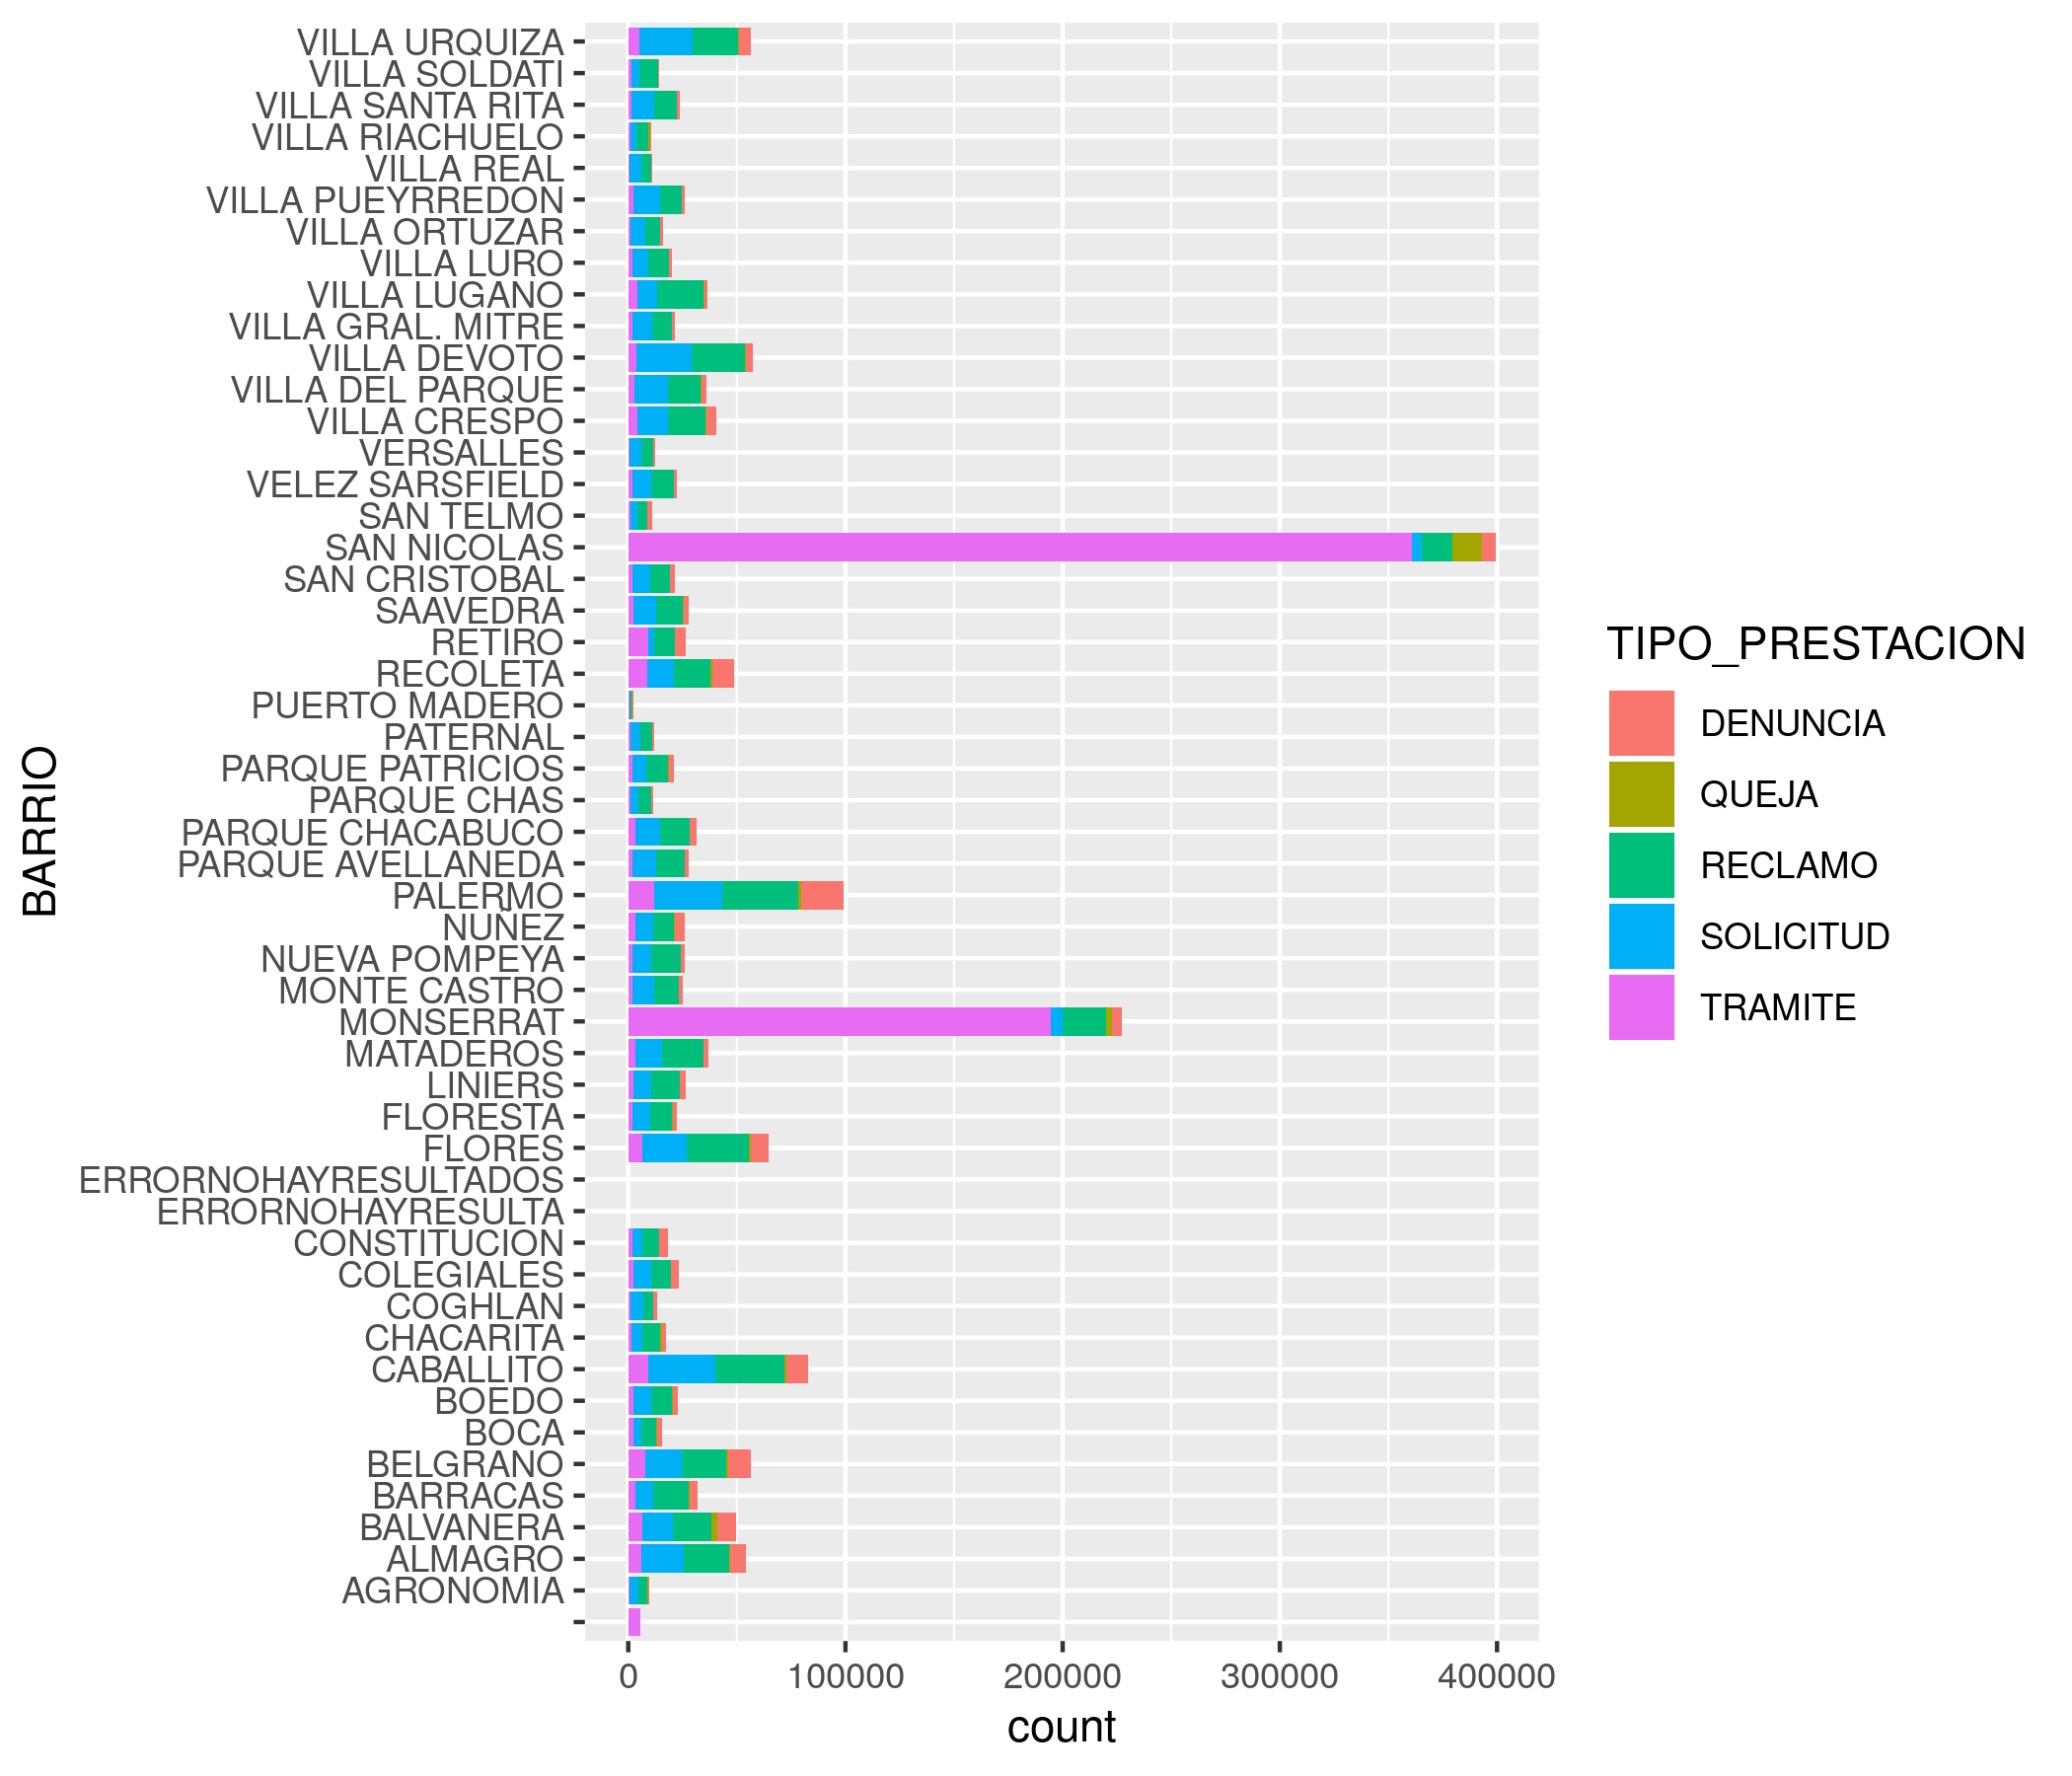 VILLA URQUIZA
VILLA SOLDATI
VILLA SANTA RITA
VILLA RIACHUELO
VILLA REAL
VILLA PUEYRREDON
VILLA ORTUZAR
VILLA LURO
VILLA LUGANO
VILLA GRAL. MITRE
VILLA DEVOTO
VILLA DEL PARQUE
VILLA CRESPO
VERSALLES
VELEZ SARSFIELD
SAN TELMO
SAN NICOLAS
SAN CRISTOBAL
SAAVEDRA
RETIRO
RECOLETA
PUERTO MADERO
PATERNAL
PARQUE PATRICIOS
PARQUE CHAS
PARQUE CHACABUCO
PARQUE AVELLANEDA
PALERMO
NUÑEZ
NUEVA POMPEYA
MONTE CASTRO
MONSERRAT
MATADEROS
LINIERS
FLORESTA
FLORES
ERRORNOHAYRESULTADOS
ERRORNOHAYRESULTA
CONSTITUCION
COLEGIALES
COGHLAN
CHACARITA
CABALLITO
BOEDO
BOCA
BELGRANO
BARRACAS
BALVANERA
ALMAGRO
AGRONOMIA
BARRIO
0 100000 200000 300000 400000
count
TIPO_PRESTACION
DENUNCIA
QUEJA
RECLAMO
SOLICITUD
TRAMITE